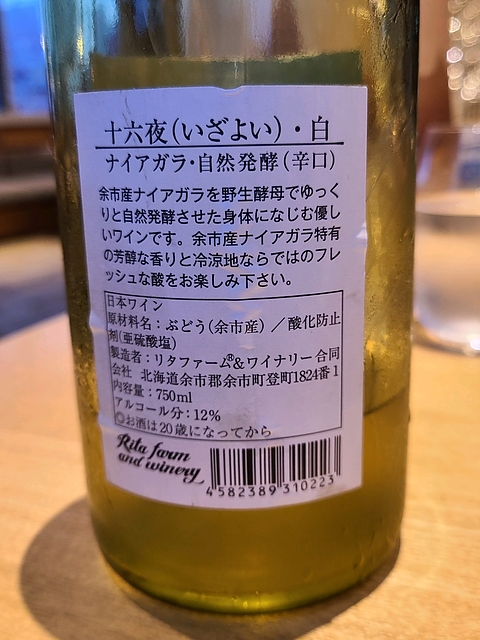 十六夜(いざよい)・白
ナイアガラ・自然発酵(辛口)
余市産ナイアガラを野生酵母でゆっく
りと自然発酵させた身体になじむ優し
いワインです。余市産ナイアガラ特有
の芳醇な香りと冷涼地ならではのフレ
ッシュな酸をお楽しみ下さい。
日本ワイン
原材料名：ぶどう(余市産)／酸化防止
剤(亜硫酸塩)
製造者：リタファーム®&ワイナリー合同
会社 北海道余市郡余市町登町1824番1
内容量：750ml
アルコール分：12%
◎お酒は20歳になってから
Rita farm
and winery
4582389310223